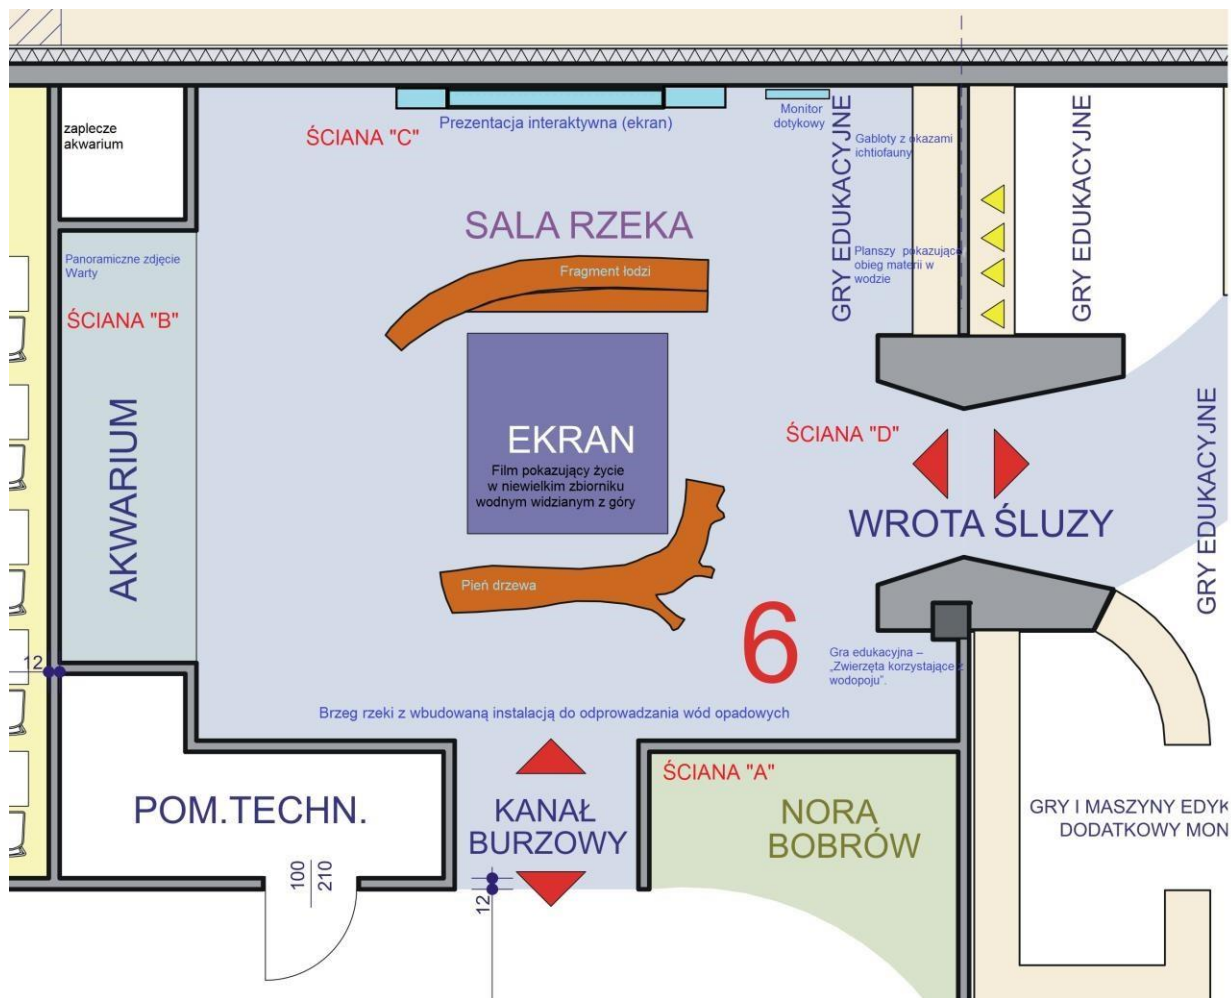 zaplecze
akwarium
ŚCIANA "C"
Prezentacja interaktywna (ekran)
Monitor
dotykowy
GRY EDUKACYJNE
Gabloty z okazami
ichtiofauny
GRY EDUKACYJNE
SALA RZEKA
Panoramiczne zdjęcie
Warty
ŚCIANA "B"
Fragment łodzi
Planszy pokazujące
obieg materii w
wodzie
AKWARIUM
EKRAN
Film pokazujący życie
w niewielkim zbiorniku
wodnym widzianym z góry
ŚCIANA "D"
WROTA ŚLUZY
GRY EDUKACYJNE
Pień drzewa
6
Gra edukacyjna –
„Zwierzęta korzystające z
wodopoju”.
12
Brzeg rzeki z wbudowaną instalacją do odprowadzania wód opadowych
ŚCIANA "A"
POM.TECHN.
KANAŁ
BURZOWY
NORA
BOBRÓW
GRY I MASZYNY EDYK
DODATKOWY MON
100
210
12